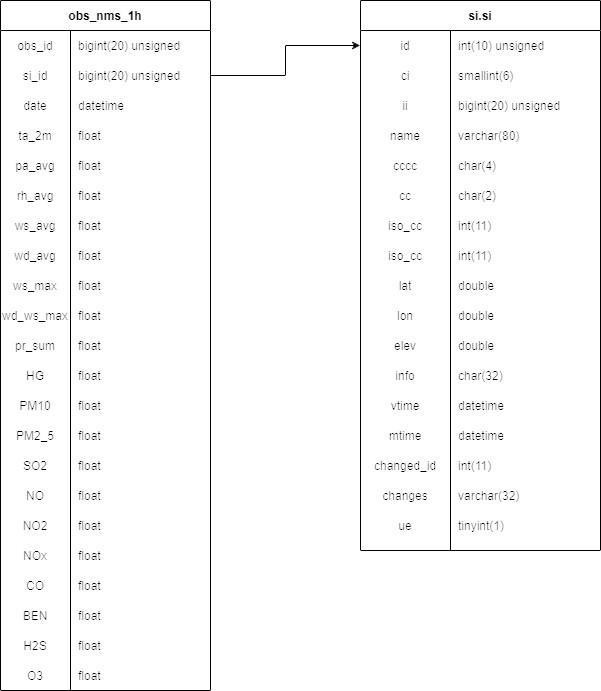 obs_nms_1h
obs_id bigint(20) unsigned
si_id bigint(20) unsigned
date datetime
ta_2m float
pa_avg float
rh_avg float
ws_avg float
wd_avg float
ws_max float
wd_ws_max float
pr_sum float
HG float
PM10 float
PM2_5 float
SO2 float
NO float
NO2 float
NOx float
CO float
BEN float
H2S float
O3 float
si.si
id int(10) unsigned
ci smallint(6)
ii bigint(20) unsigned
name varchar(80)
cccc char(4)
cc char(2)
iso_cc int(11)
iso_cc int(11)
lat double
lon double
elev double
info char(32)
vtime datetime
mtime datetime
changed_id int(11)
changes varchar(32)
ue tinyint(1)